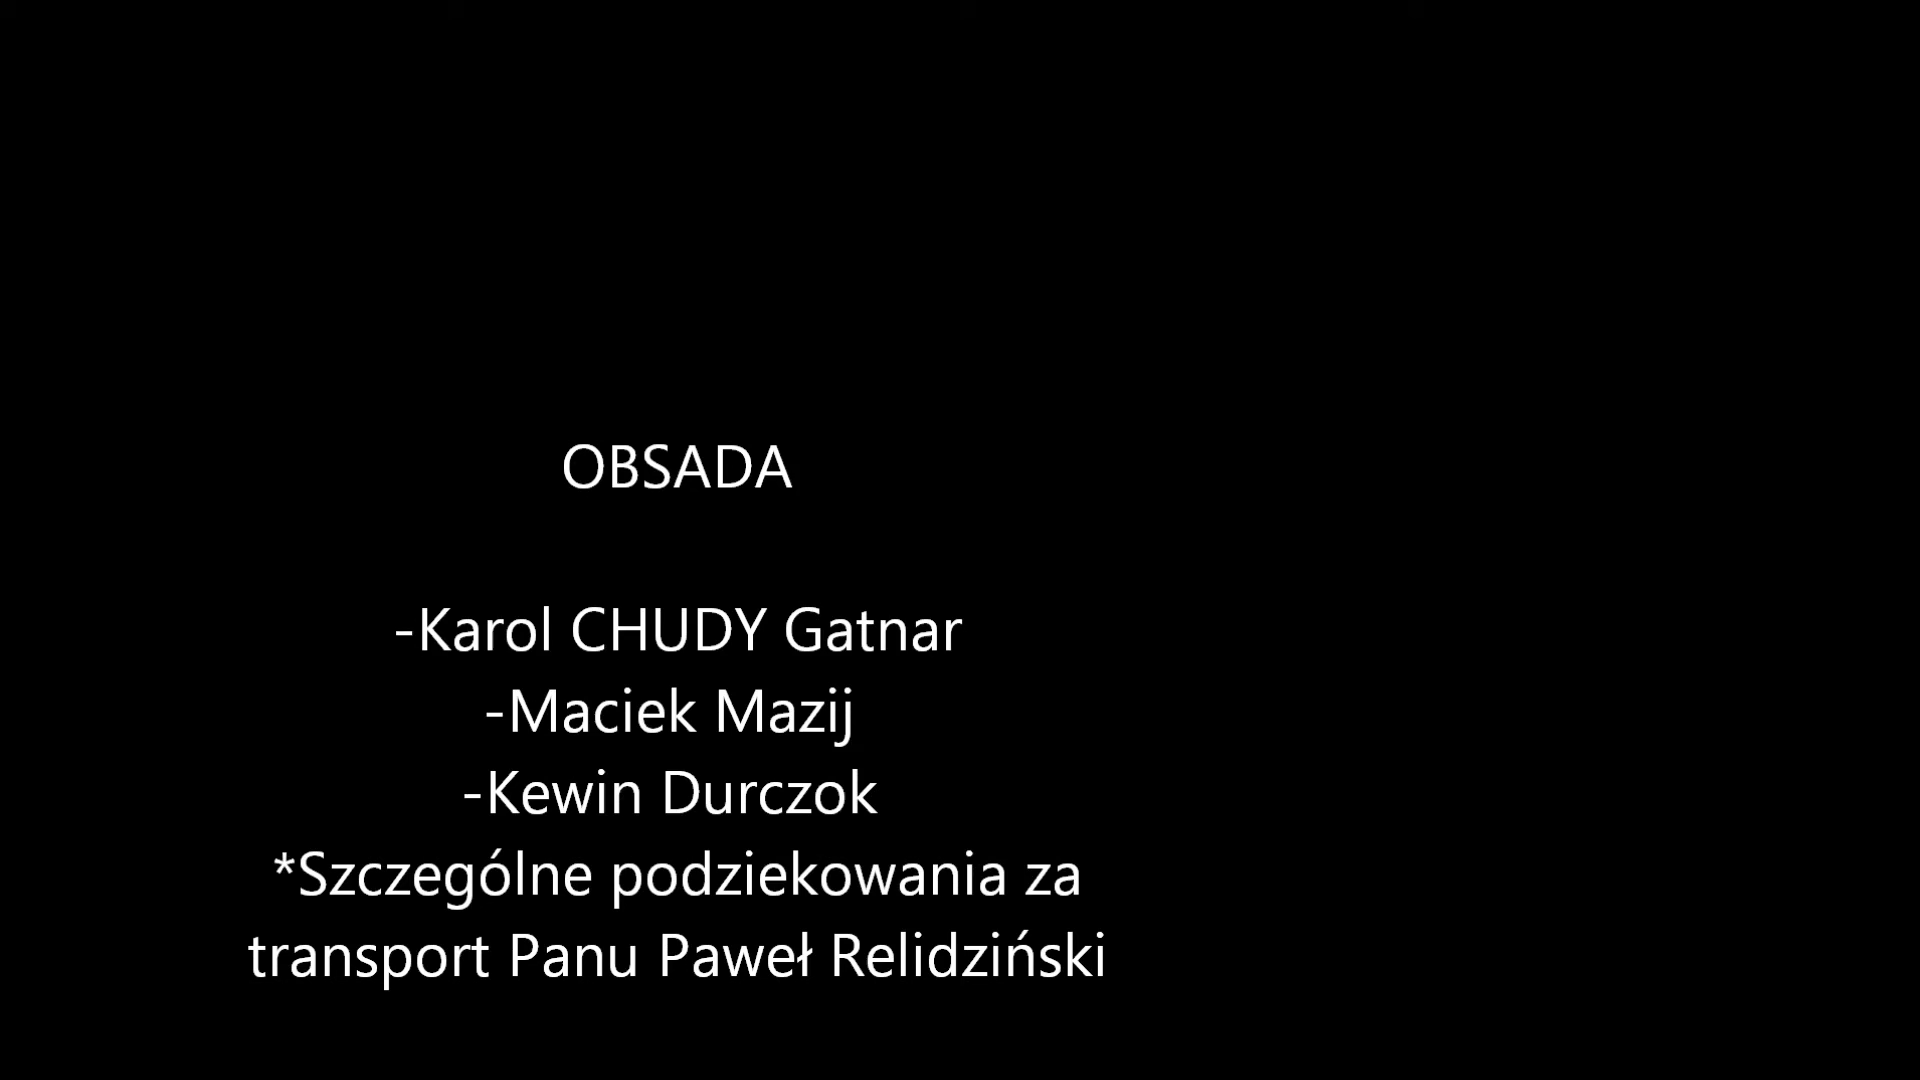 OBSADA
-Karol CHUDY Gatnar
-Maciek Mazij
-Kewin Durczok
*Szczególne podziekowania za
transport Panu Paweł Relidziński